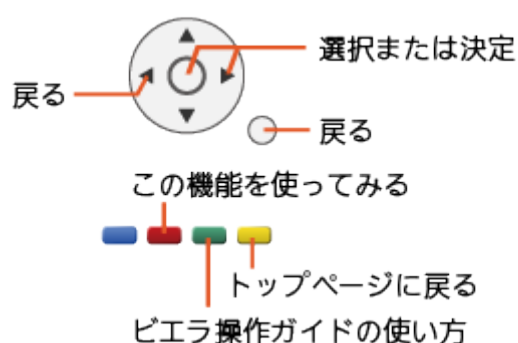 選択または決定
戻る
戻る
この機能を使ってみる
トップページに戻る
ビエラ操作ガイドの使い方